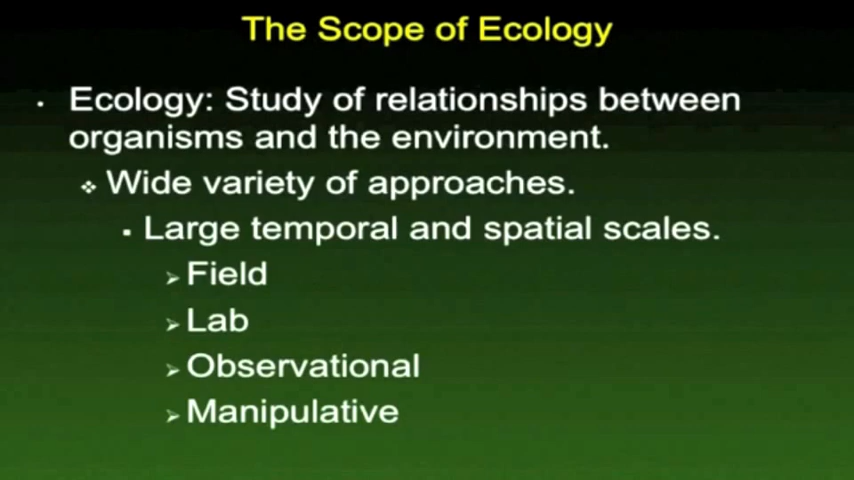 The Scope of Ecology
• Ecology: Study of relationships between
organisms and the environment.
❖ Wide variety of approaches.
▪ Large temporal and spatial scales.
➢ Field
➢ Lab
➢ Observational
➢ Manipulative